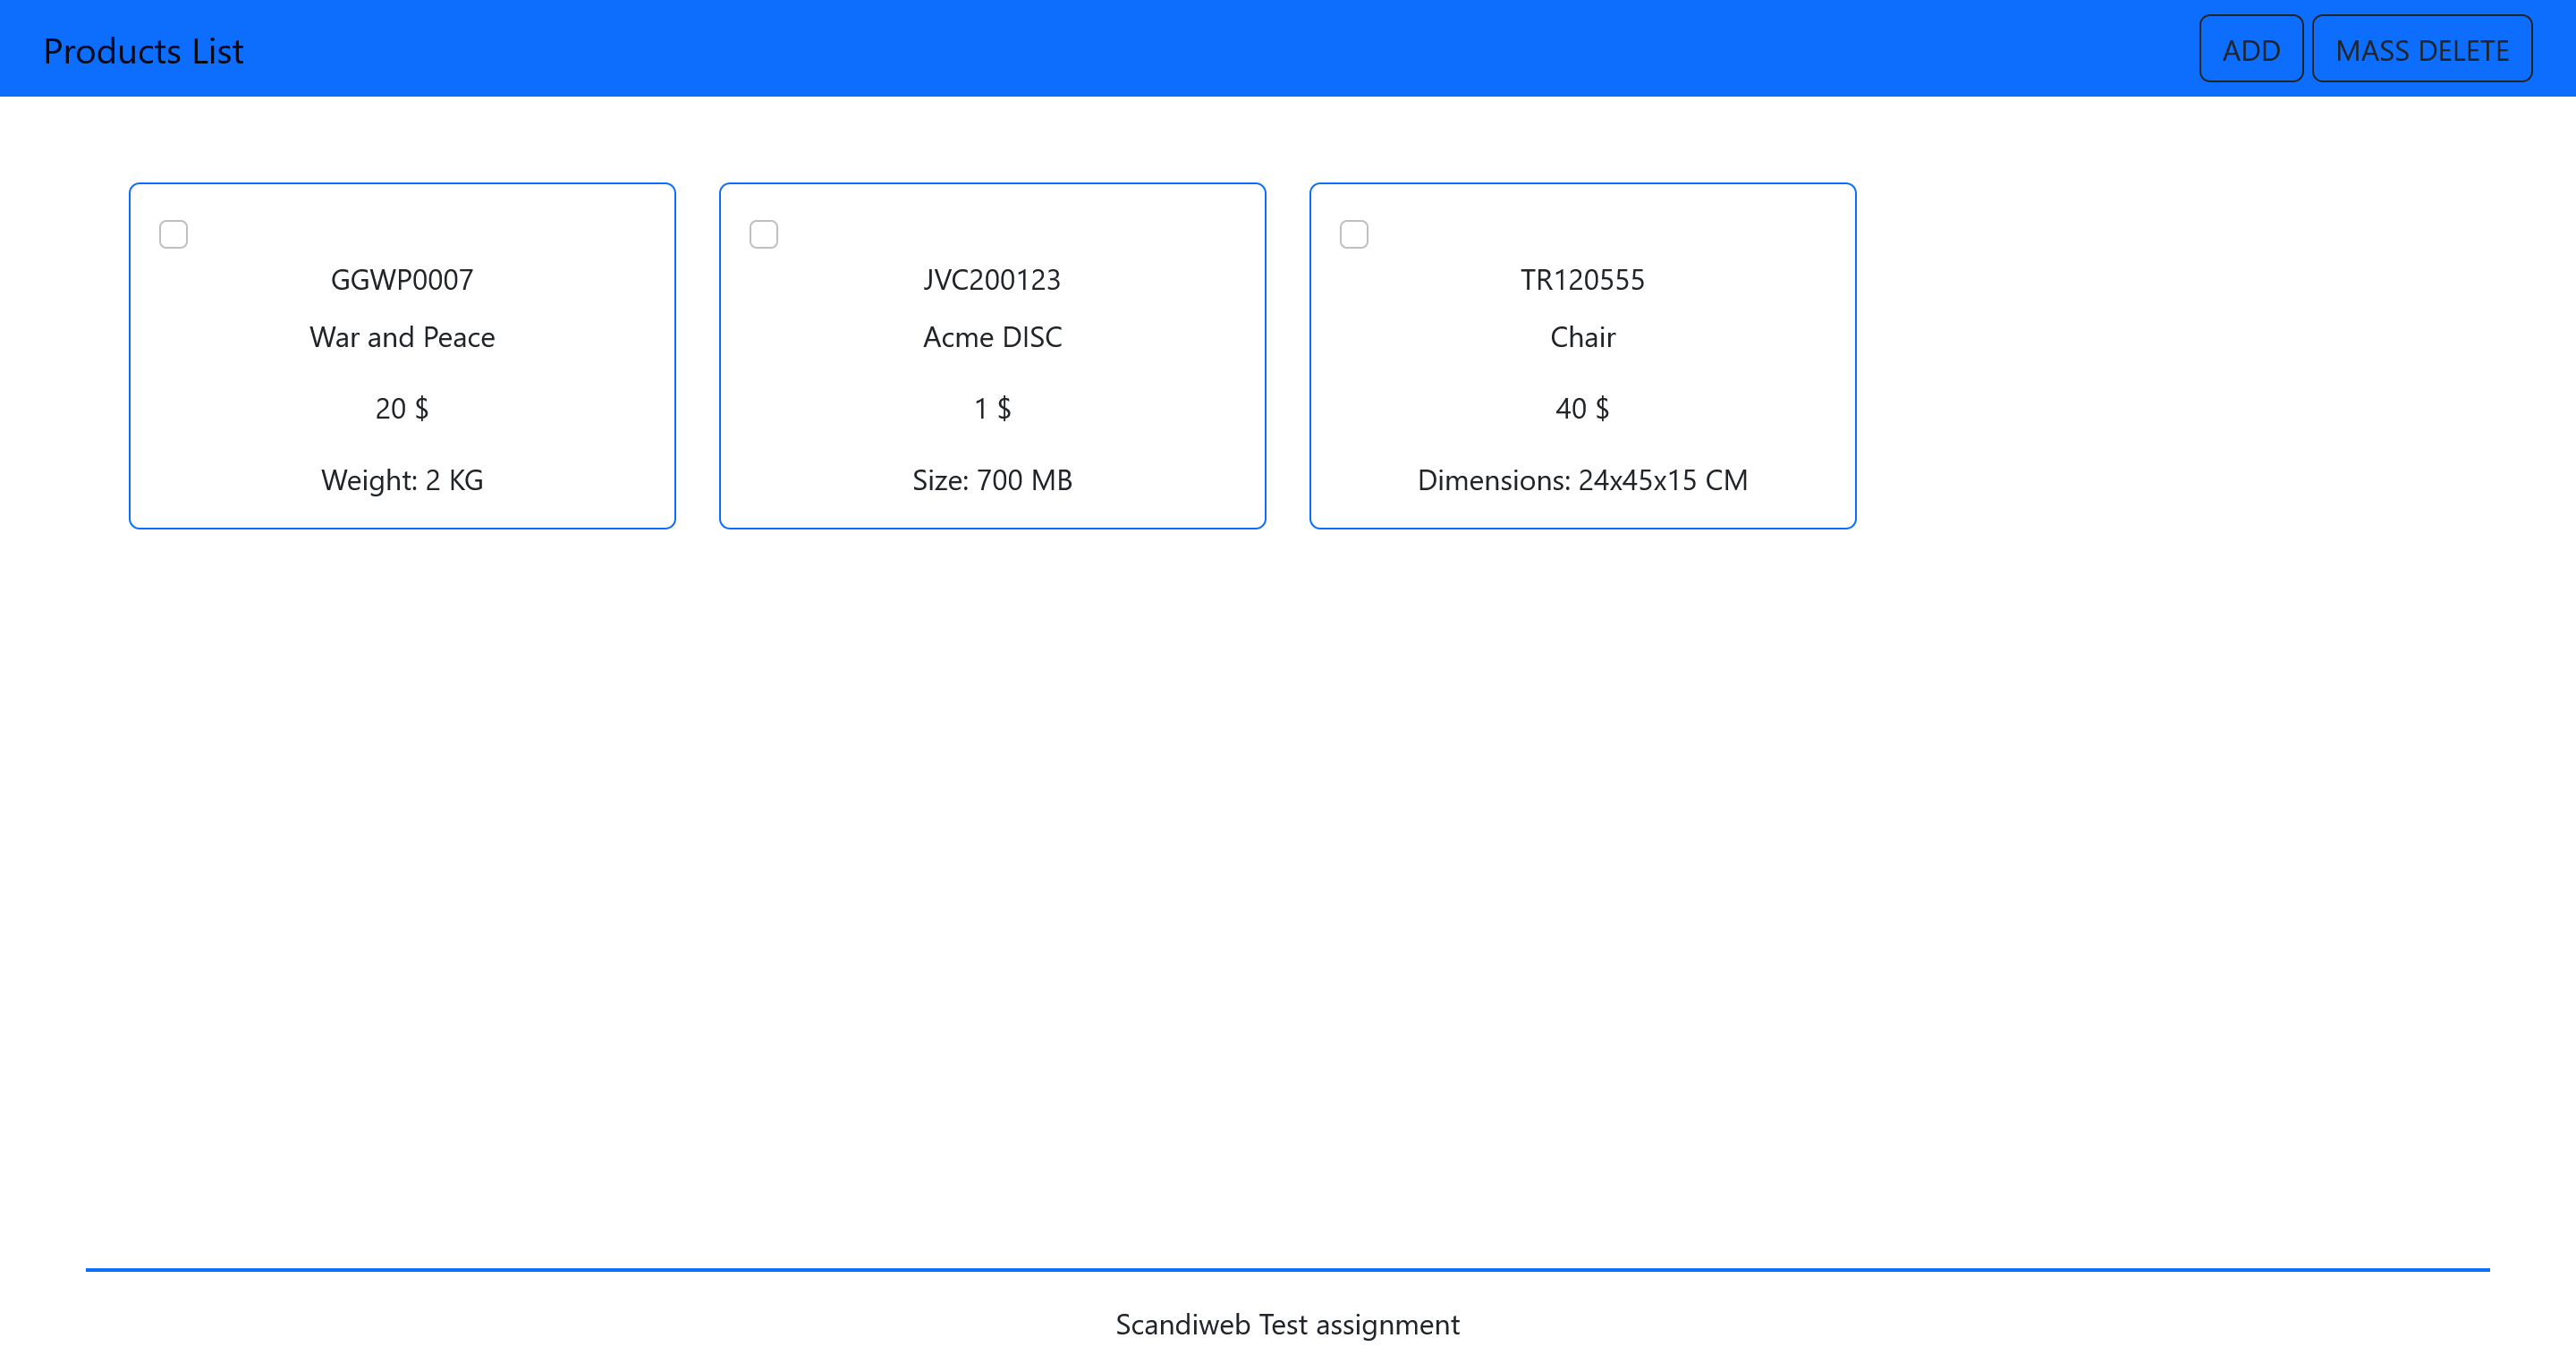 Products List
ADD
MASS DELETE
GGWP0007
War and Peace
20 $
Weight: 2 KG
JVC200123
Acme DISC
1 $
Size: 700 MB
TR120555
Chair
40 $
Dimensions: 24x45x15 CM
Scandiweb Test assignment